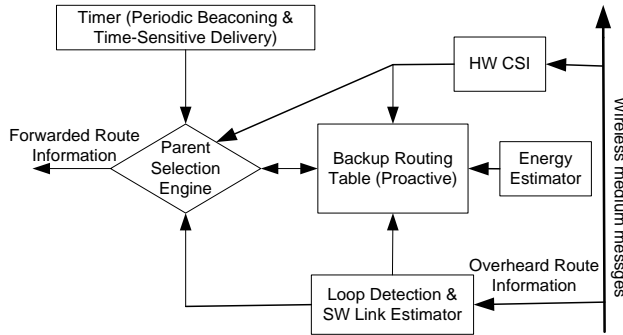 Timer (Periodic Beaconing &
Time-Sensitive Delivery)
HW CSI
Forwarded Route
Information
Parent
Selection
Engine
Backup Routing
Table (Proactive)
Energy
Estimator
Wireless medium messges
Overheard Route
Information
Loop Detection &
SW Link Estimator